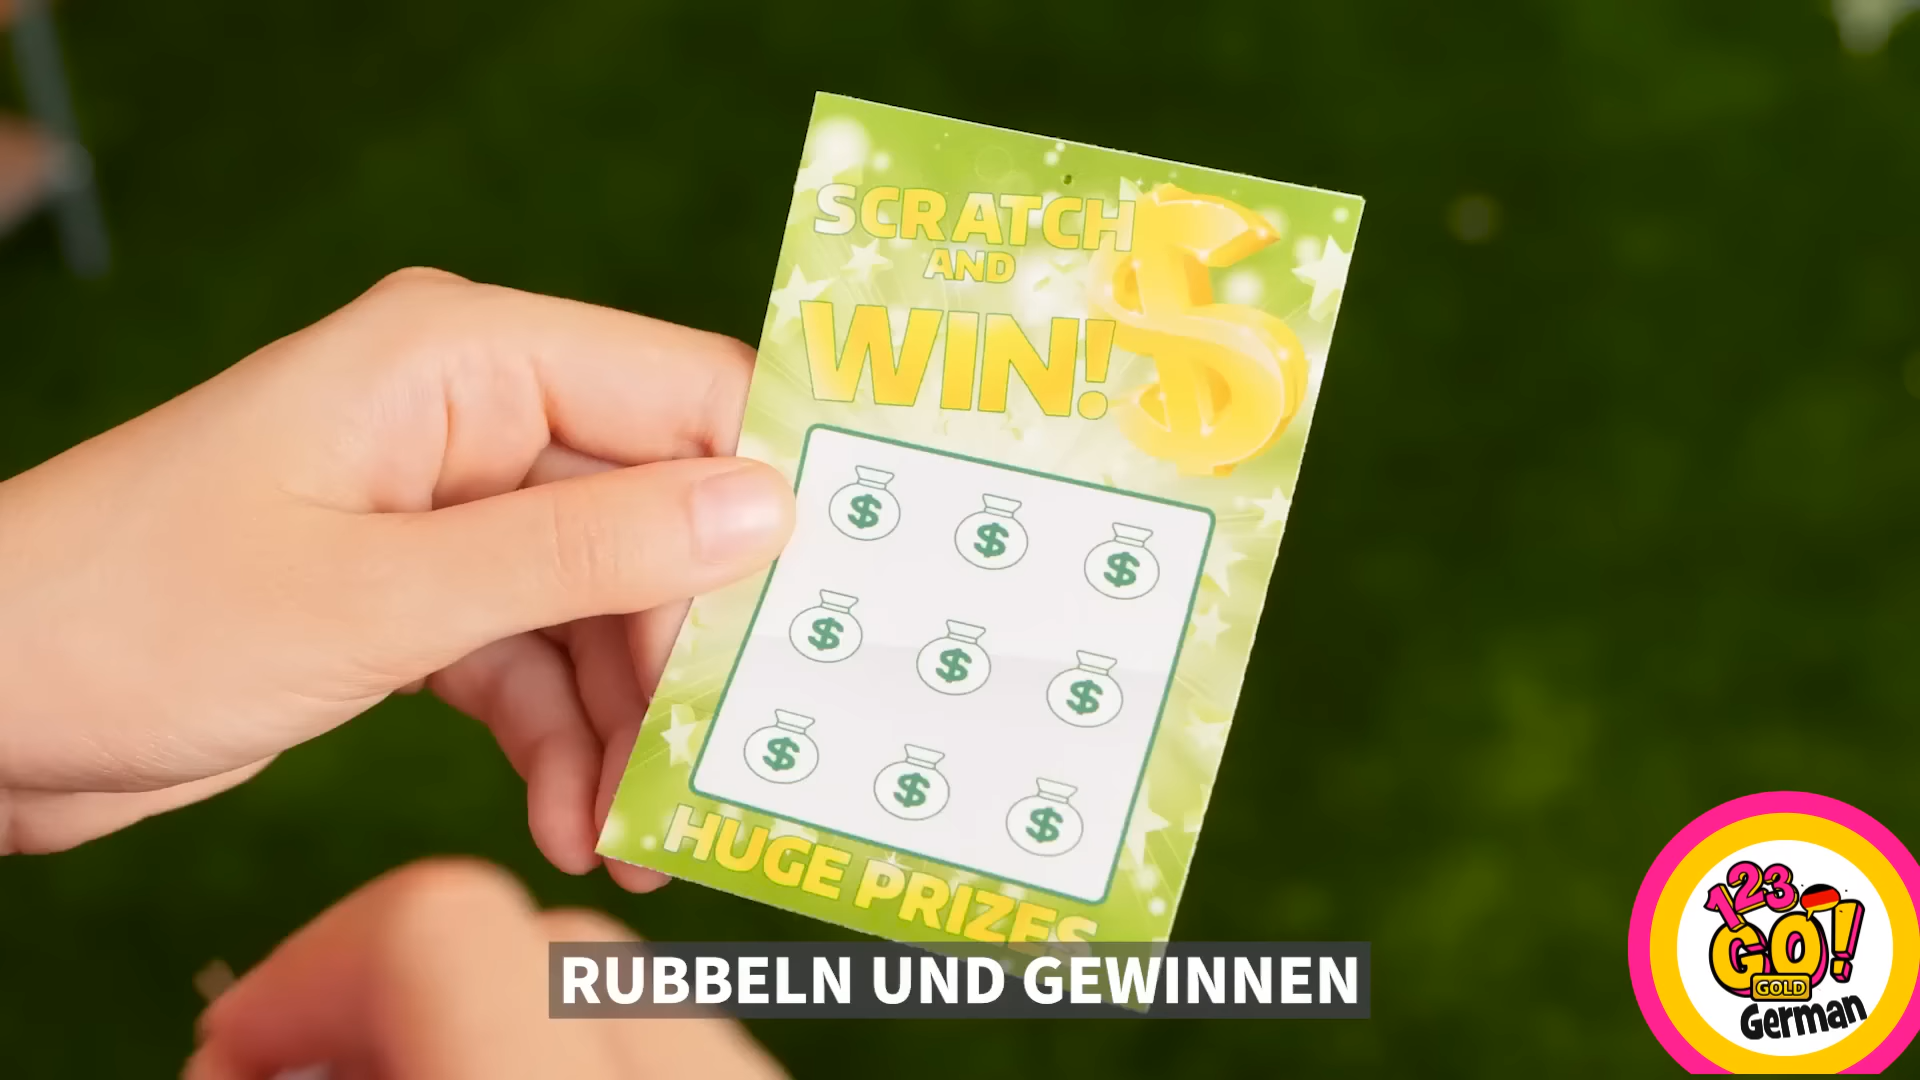 SCRATCH
AND
WIN!
$
$ $ $
$ $ $
$ $ $
HUGE PRIZES
RUBBELN UND GEWINNEN
123
GO!
GOLD
German